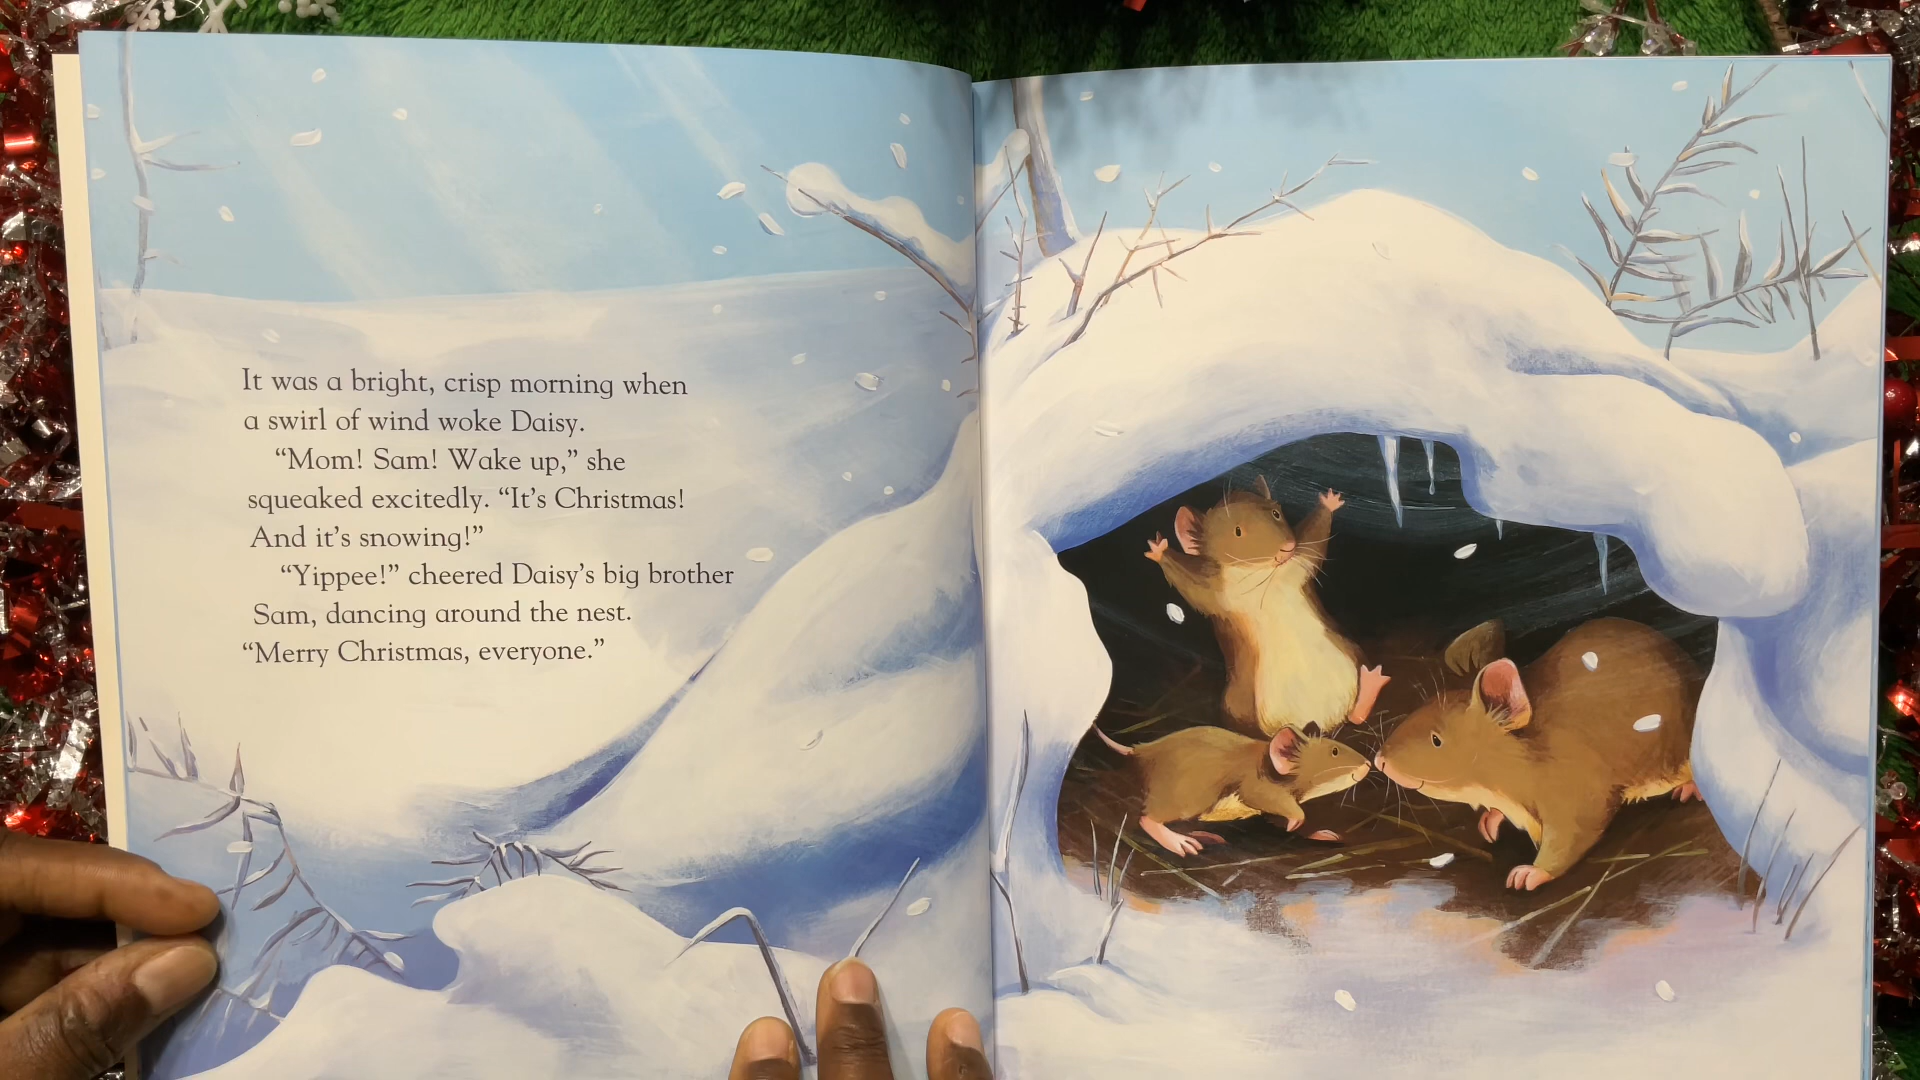 It was a bright, crisp morning when
a swirl of wind woke Daisy.
“Mom! Sam! Wake up,” she
squeaked excitedly. “It’s Christmas!
And it’s snowing!”
“Yippee!” cheered Daisy’s big brother
Sam, dancing around the nest.
“Merry Christmas, everyone.”